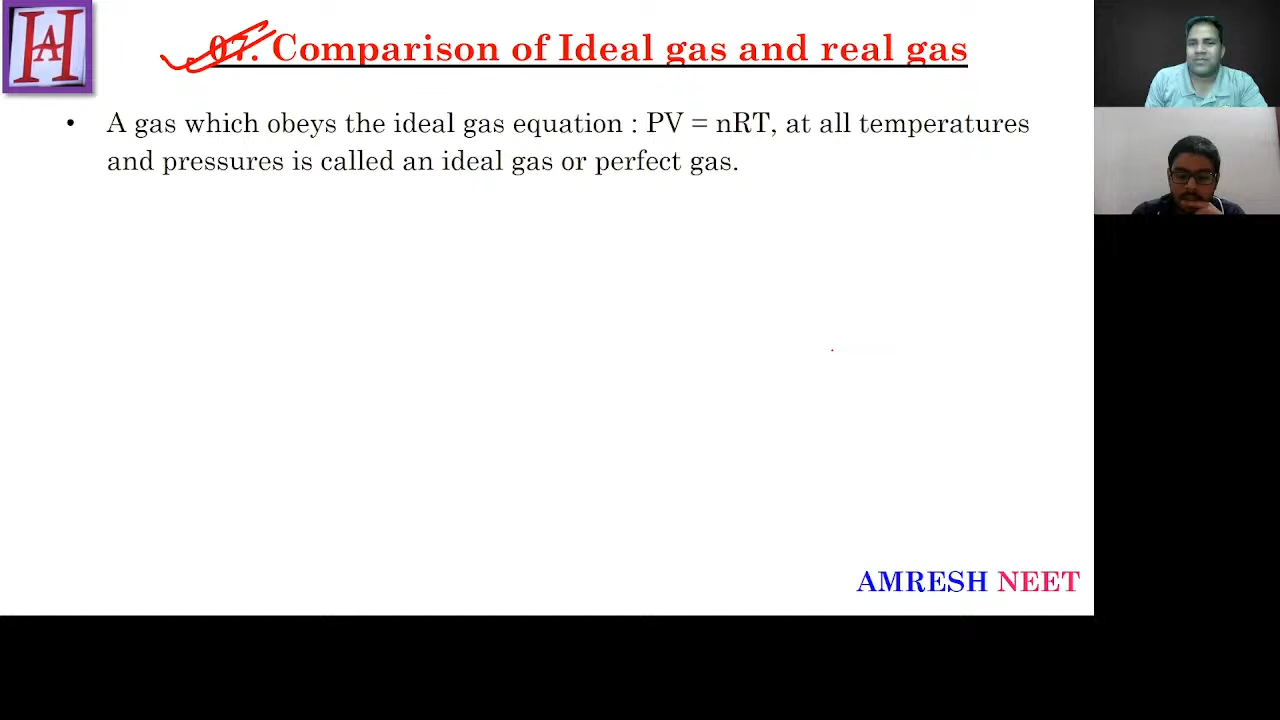 07. Comparison of Ideal gas and real gas
• A gas which obeys the ideal gas equation : PV = nRT, at all temperatures
and pressures is called an ideal gas or perfect gas.
AMRESH NEET
HA